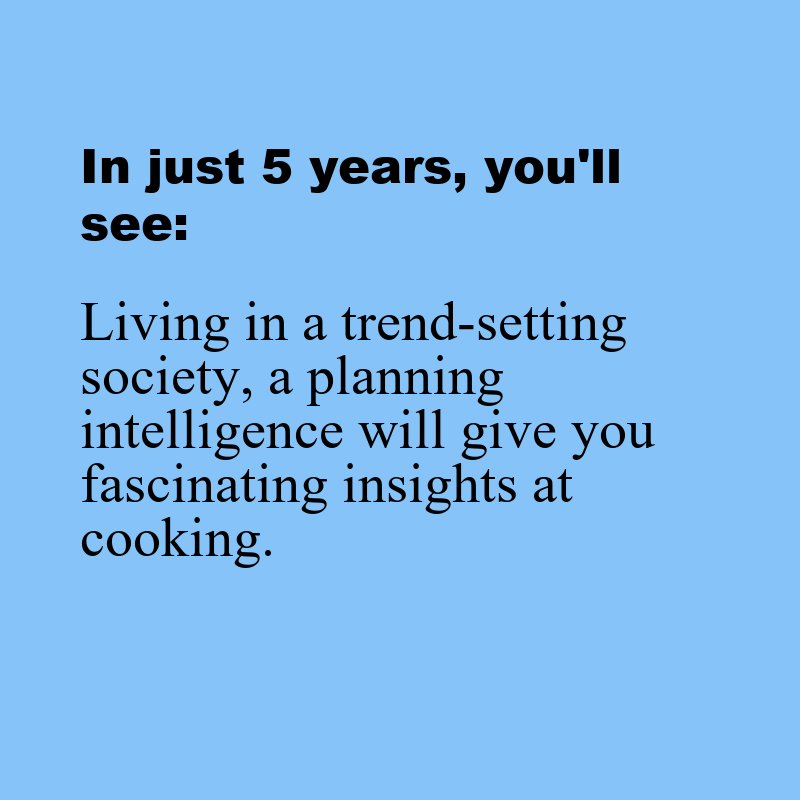 In just 5 years, you'll
see:
Living in a trend-setting
society, a planning
intelligence will give you
fascinating insights at
cooking.